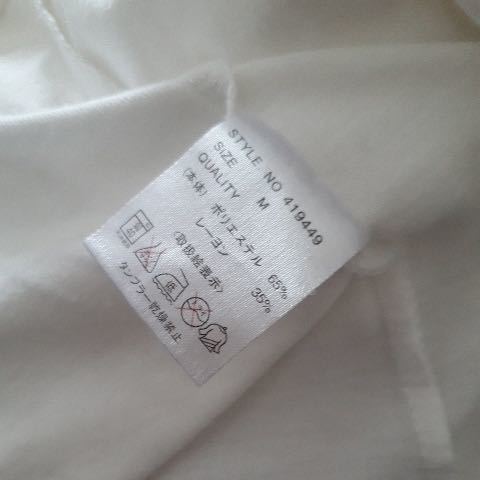 STYLE NO 419449
SIZE M
QUALITY
(本体) ポリエステル 65%
レーヨン 35%
〈取扱絵表示〉
低
タンブラー乾燥禁止